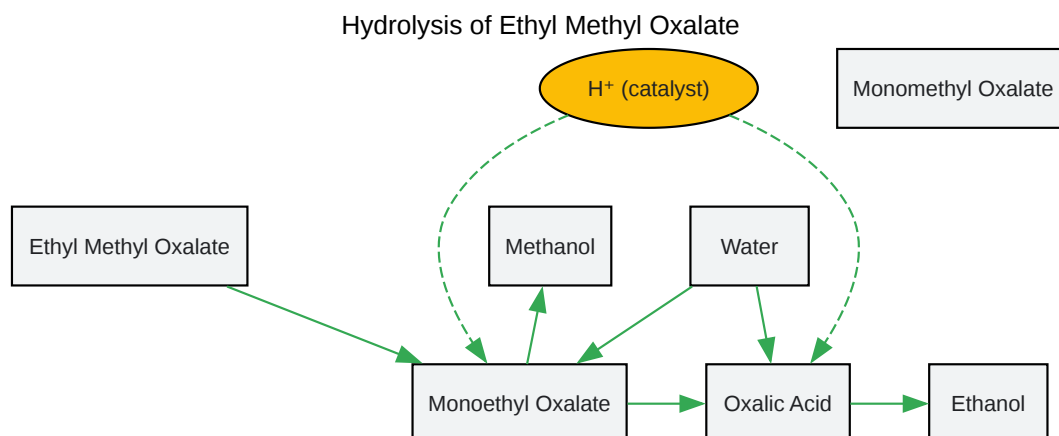 Hydrolysis of Ethyl Methyl Oxalate
H⁺ (catalyst)
Monomethyl Oxalate
Ethyl Methyl Oxalate
Methanol
Water
Monoethyl Oxalate
Oxalic Acid
Ethanol